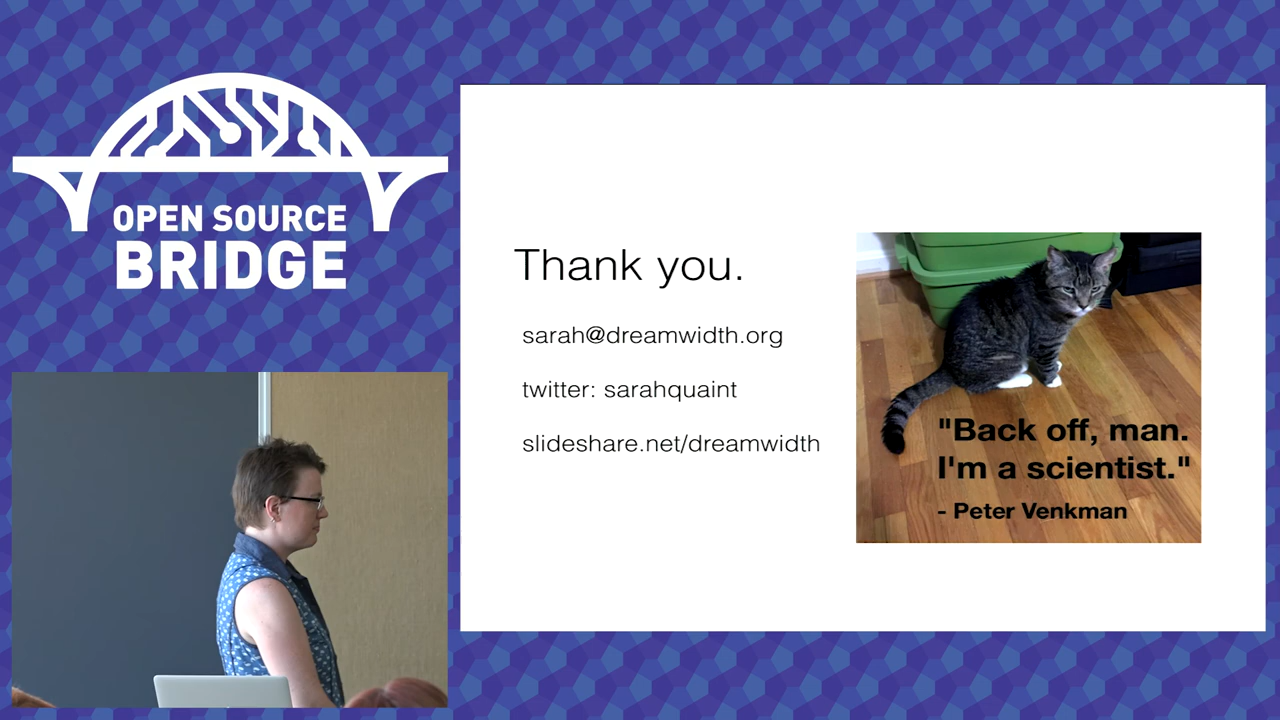 OPEN SOURCE
BRIDGE
Thank you.
sarah@dreamwidth.org
twitter: sarahquaint
slideshare.net/dreamwidth
"Back off, man.
I'm a scientist."
- Peter Venkman